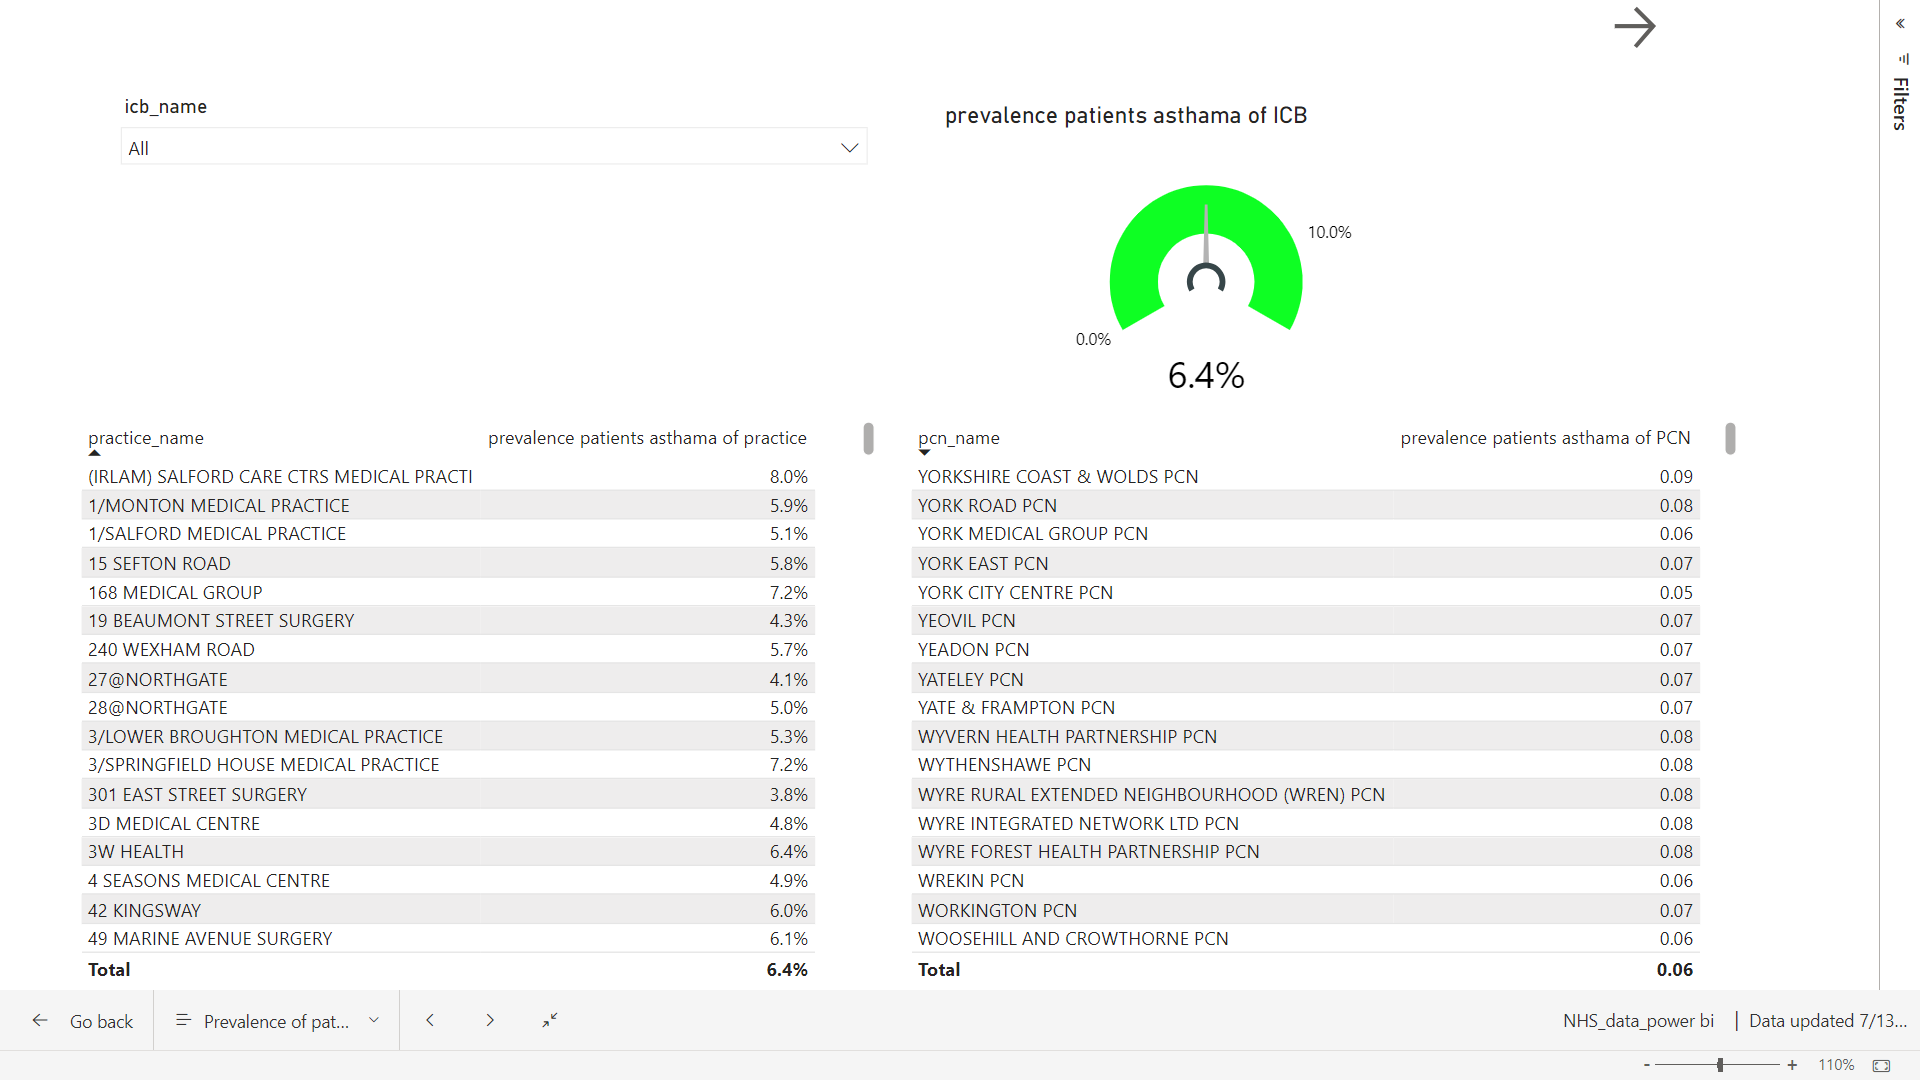 icb_name
All
prevalence patients asthama of ICB
10.0%
0.0%
6.4%
Filters
practice_name prevalence patients asthama of practice
(IRLAM) SALFORD CARE CTRS MEDICAL PRACTI 8.0%
1/MONTON MEDICAL PRACTICE 5.9%
1/SALFORD MEDICAL PRACTICE 5.1%
15 SEFTON ROAD 5.8%
168 MEDICAL GROUP 7.2%
19 BEAUMONT STREET SURGERY 4.3%
240 WEXHAM ROAD 5.7%
27@NORTHGATE 4.1%
28@NORTHGATE 5.0%
3/LOWER BROUGHTON MEDICAL PRACTICE 5.3%
3/SPRINGFIELD HOUSE MEDICAL PRACTICE 7.2%
301 EAST STREET SURGERY 3.8%
3D MEDICAL CENTRE 4.8%
3W HEALTH 6.4%
4 SEASONS MEDICAL CENTRE 4.9%
42 KINGSWAY 6.0%
49 MARINE AVENUE SURGERY 6.1%
Total 6.4%
pcn_name prevalence patients asthama of PCN
YORKSHIRE COAST & WOLDS PCN 0.09
YORK ROAD PCN 0.08
YORK MEDICAL GROUP PCN 0.06
YORK EAST PCN 0.07
YORK CITY CENTRE PCN 0.05
YEOVIL PCN 0.07
YEADON PCN 0.07
YATELEY PCN 0.07
YATE & FRAMPTON PCN 0.07
WYVERN HEALTH PARTNERSHIP PCN 0.08
WYTHENSHAWE PCN 0.08
WYRE RURAL EXTENDED NEIGHBOURHOOD (WREN) PCN 0.08
WYRE INTEGRATED NETWORK LTD PCN 0.08
WYRE FOREST HEALTH PARTNERSHIP PCN 0.08
WREKIN PCN 0.06
WORKINGTON PCN 0.07
WOOSEHILL AND CROWTHORNE PCN 0.06
Total 0.06
Go back
Prevalence of pat...
NHS_data_power bi | Data updated 7/13...
- + 110%